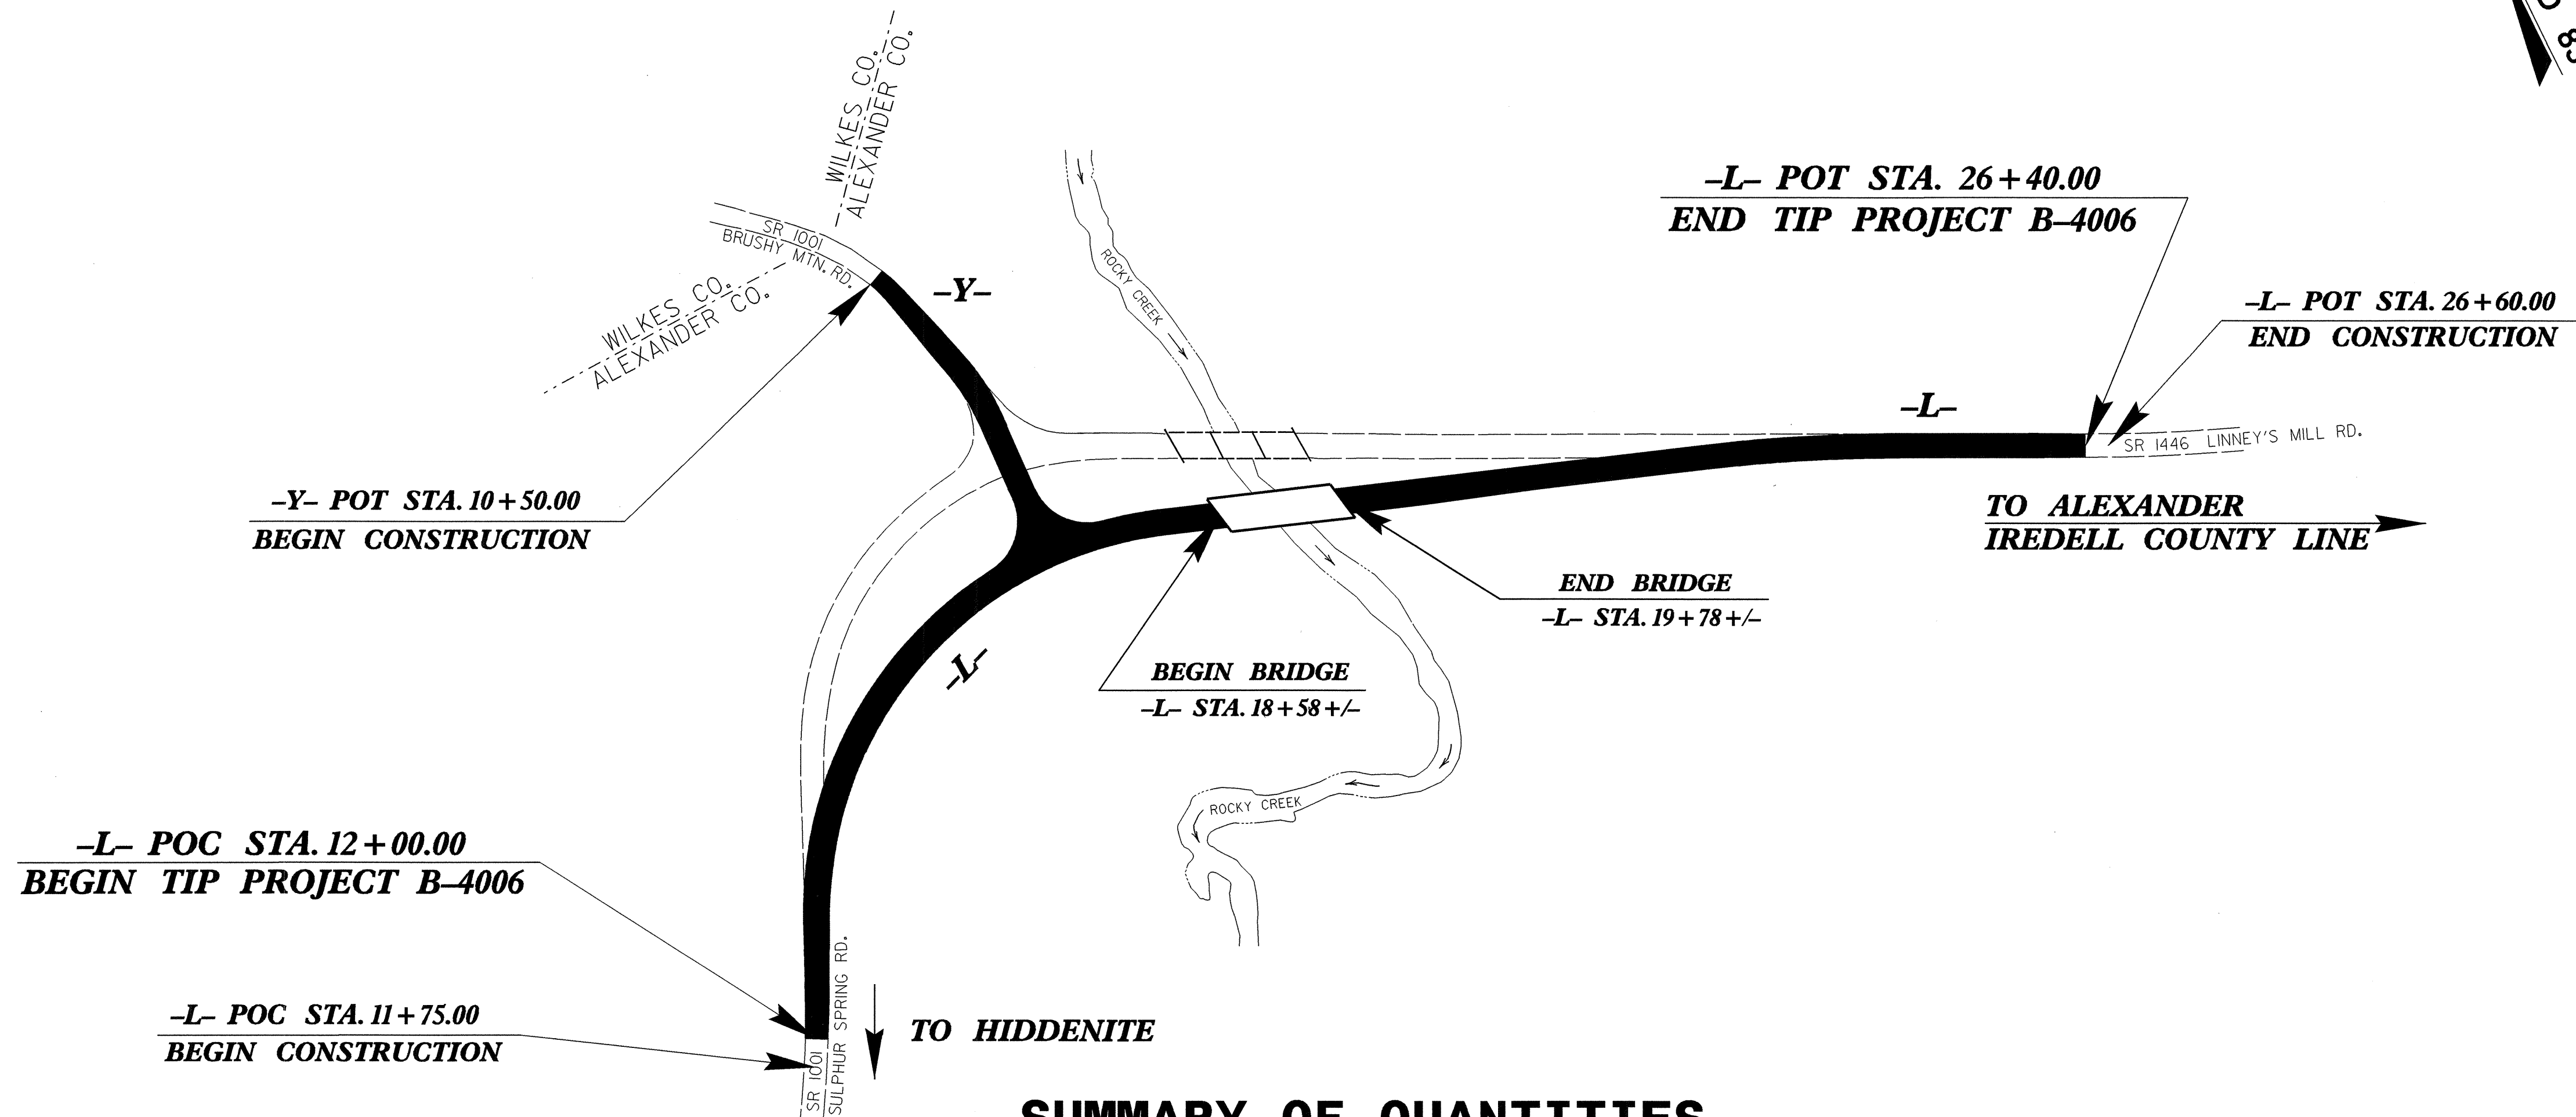 WILKES CO.
ALEXANDER CO.
–L– POT STA. 26+40.00
END TIP PROJECT B–4006
SR 1001
BRUSHY MTN. RD.
–Y–
ROCKY CREEK
WILKES CO.
ALEXANDER CO.
–L– POT STA. 26+60.00
END CONSTRUCTION
–L–
SR 1446 LINNEY'S MILL RD.
–Y– POT STA. 10+50.00
BEGIN CONSTRUCTION
TO ALEXANDER
IREDELL COUNTY LINE
END BRIDGE
–L– STA. 19+78 +/–
–L–
BEGIN BRIDGE
–L– STA. 18+58 +/–
ROCKY CREEK
–L– POC STA. 12+00.00
BEGIN TIP PROJECT B–4006
–L– POC STA. 11+75.00
BEGIN CONSTRUCTION
SR 1001
SULPHUR SPRING RD.
TO HIDDENITE
SUMMARY OF QUANTITIES